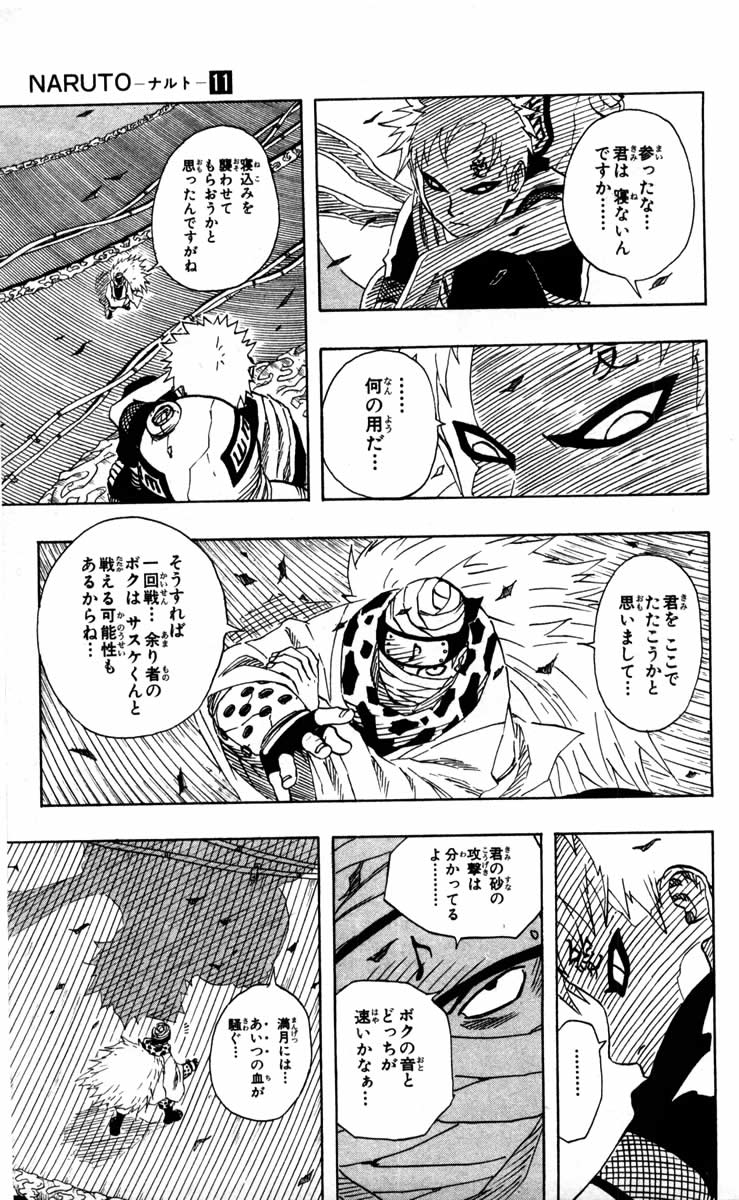 NARUTO—ナルト—11
参ったな…
君は 寝ないん
ですか……
寝込みを
襲わせて
もらおうかと
思ったんですがね
……
何の用だ…
君を ここで
たたこうかと
思いまして…
そうすれば
一回戦… 余り者の
ボクは サスケくんと
戦える可能性も
あるからね…
………
君の砂の
攻撃は
分かってる
よ………
ボクの音と
どっちが
速いかなぁ…
満月には…
あいつの血が
騒ぐ…